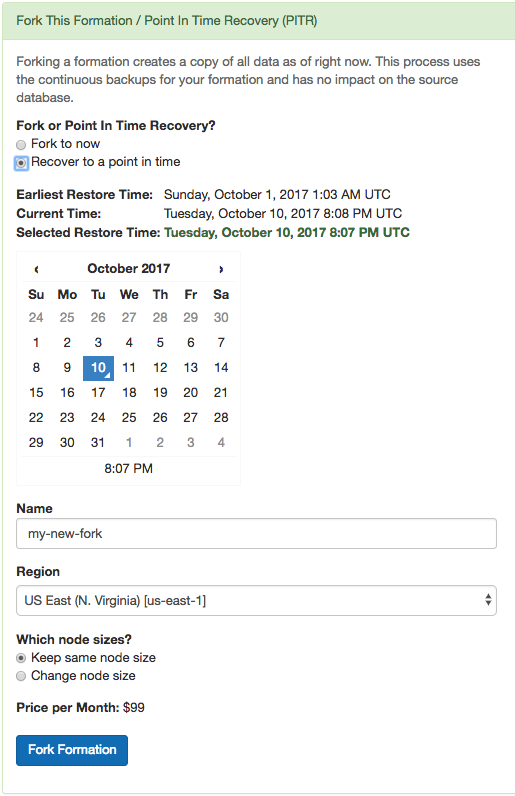 Fork This Formation / Point In Time Recovery (PITR)
Forking a formation creates a copy of all data as of right now. This process uses
the continuous backups for your formation and has no impact on the source
database.
Fork or Point In Time Recovery?
Fork to now
Recover to a point in time
Earliest Restore Time: Sunday, October 1, 2017 1:03 AM UTC
Current Time: Tuesday, October 10, 2017 8:08 PM UTC
Selected Restore Time: Tuesday, October 10, 2017 8:07 PM UTC
‹ October 2017 ›
Su Mo Tu We Th Fr Sa
24 25 26 27 28 29 30
1 2 3 4 5 6 7
8 9 10 11 12 13 14
15 16 17 18 19 20 21
22 23 24 25 26 27 28
29 30 31 1 2 3 4
8:07 PM
Name
my-new-fork
Region
US East (N. Virginia) [us-east-1]
Which node sizes?
Keep same node size
Change node size
Price per Month: $99
Fork Formation